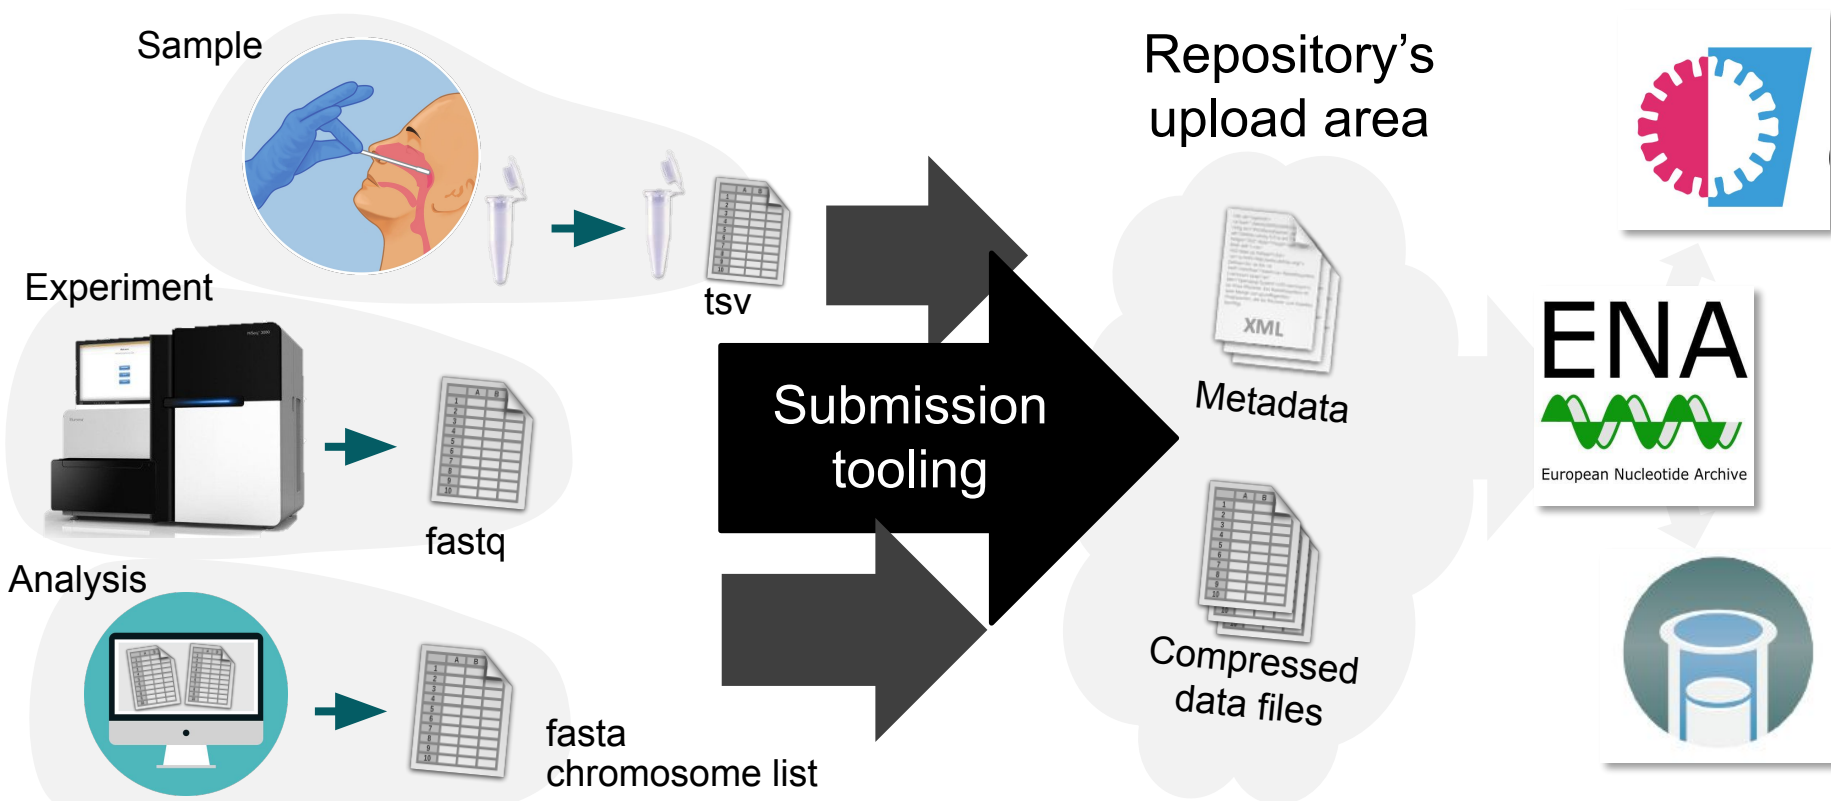 Sample
tsv
Experiment
fastq
Analysis
fasta
chromosome list
Submission
tooling
Repository's
upload area
XML
Metadata
Compressed
data files
ENA
European Nucleotide Archive